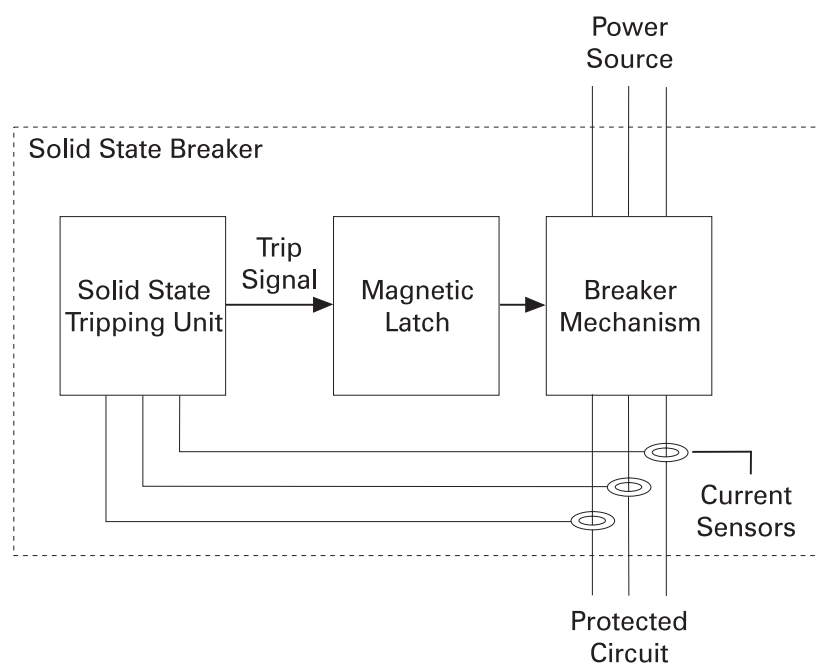 Power
Source
Solid State Breaker
Trip
Signal
Solid State
Tripping Unit
Magnetic
Latch
Breaker
Mechanism
Current
Sensors
Protected
Circuit